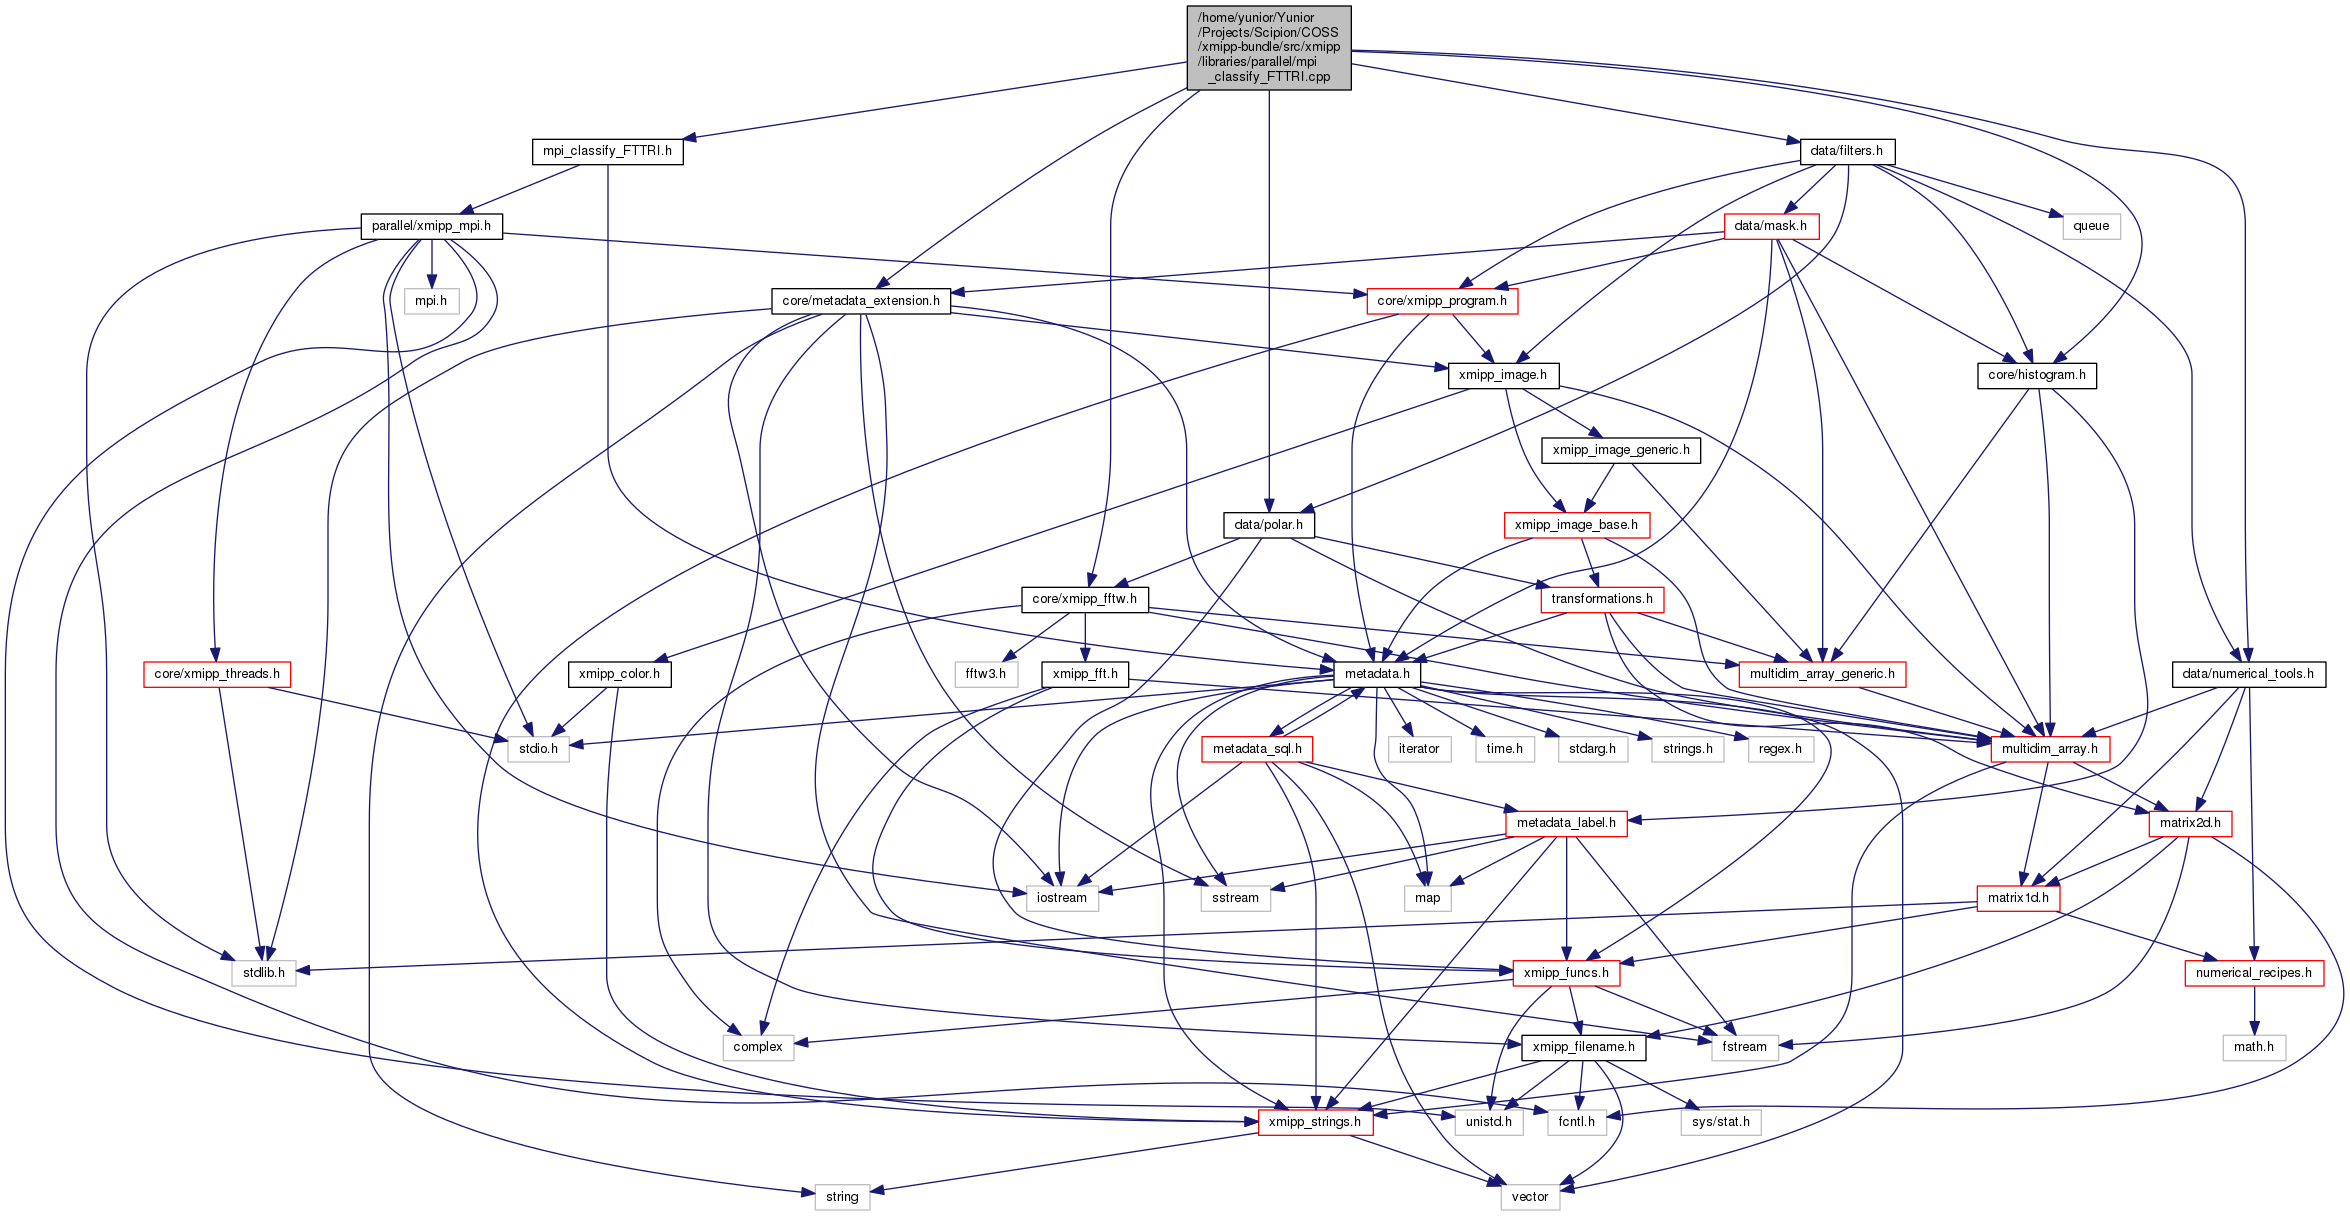 /home/yunior/Yunior
/Projects/Scipion/COSS
/xmipp-bundle/src/xmipp
/libraries/parallel/mpi
_classify_FTTRI.cpp
mpi_classify_FTTRI.h
data/filters.h
parallel/xmipp_mpi.h
data/mask.h
queue
mpi.h
core/metadata_extension.h
core/xmipp_program.h
xmipp_image.h
core/histogram.h
xmipp_image_generic.h
data/polar.h
xmipp_image_base.h
core/xmipp_fftw.h
transformations.h
core/xmipp_threads.h
xmipp_color.h
fftw3.h
xmipp_fft.h
metadata.h
multidim_array_generic.h
data/numerical_tools.h
stdio.h
metadata_sql.h
iterator
time.h
stdarg.h
strings.h
regex.h
multidim_array.h
metadata_label.h
matrix2d.h
iostream
sstream
map
matrix1d.h
stdlib.h
xmipp_funcs.h
numerical_recipes.h
complex
xmipp_filename.h
fstream
math.h
xmipp_strings.h
unistd.h
fcntl.h
sys/stat.h
string
vector